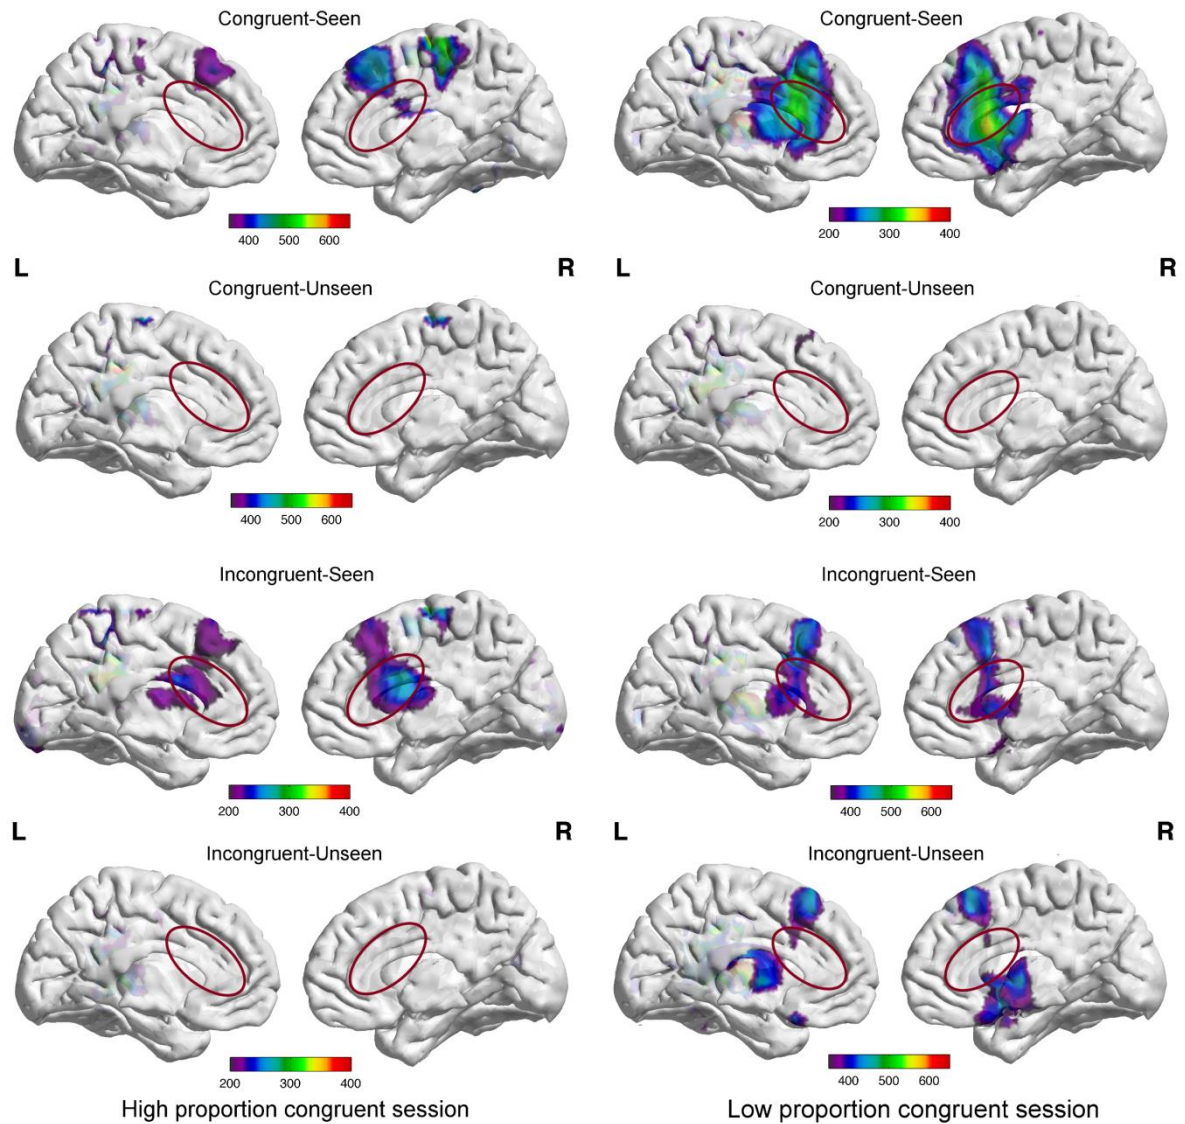 Congruent-Seen Congruent-Seen
400 500 600 200 300 400
L R L R
Congruent-Unseen Congruent-Unseen
400 500 600 200 300 400
Incongruent-Seen Incongruent-Seen
200 300 400 400 500 600
L R L R
Incongruent-Unseen Incongruent-Unseen
200 300 400 400 500 600
High proportion congruent session Low proportion congruent session